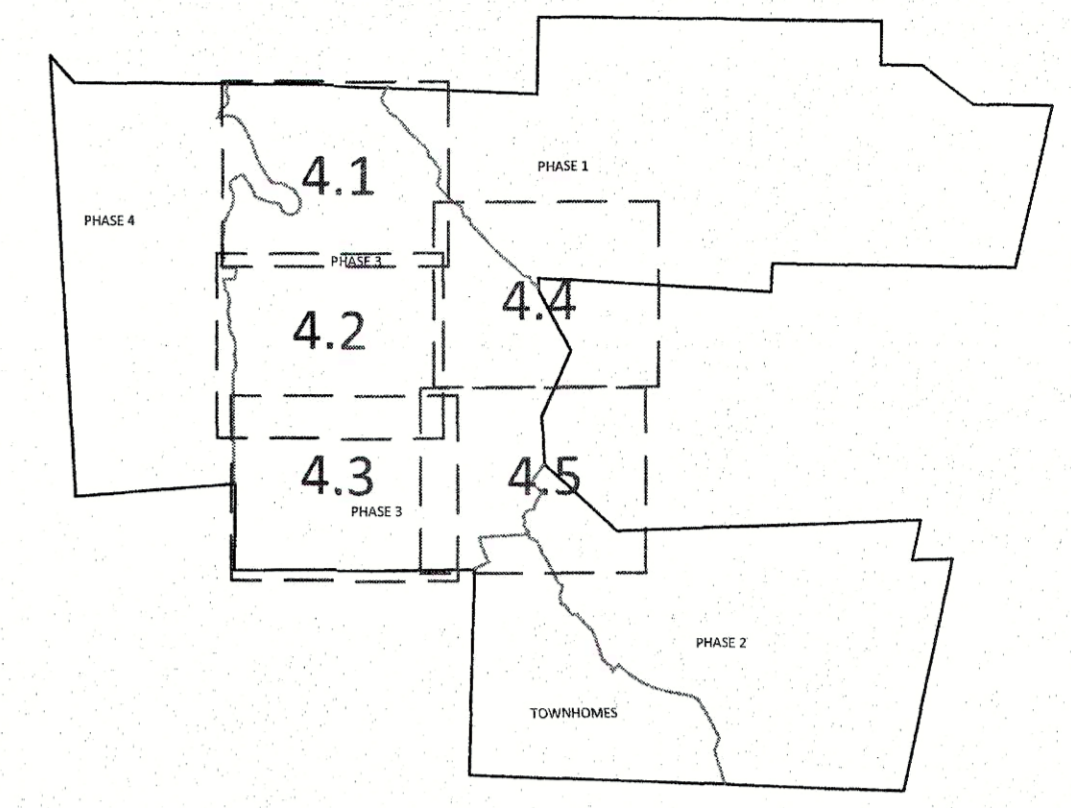 PHASE 1
4.1
PHASE 4
PHASE 3
4.4
4.2
4.3
4.5
PHASE 3
PHASE 2
TOWNHOMES